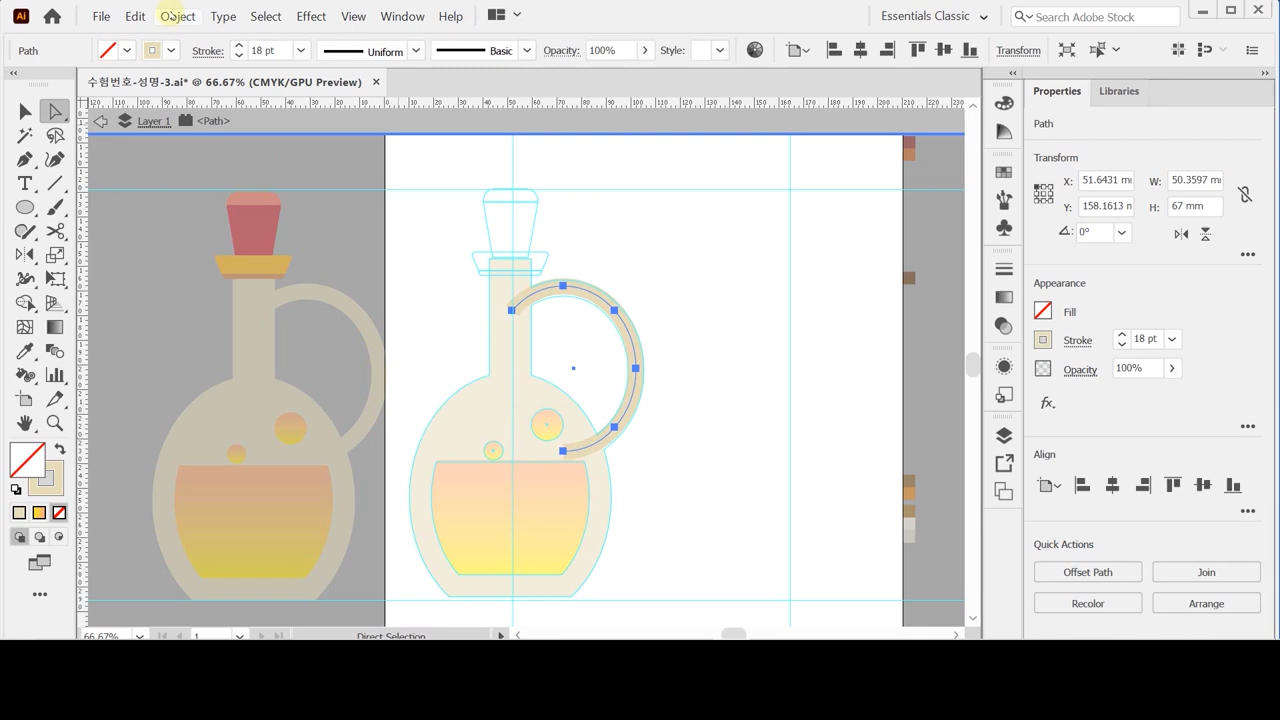 Ai File Edit Object Type Select Effect View Window Help Essentials Classic Search Adobe Stock
Path Stroke: 18 pt Uniform Basic Opacity: 100% Style: Transform
수험번호-성명-3.ai* @ 66.67% (CMYK/GPU Preview)
Layer 1 <Path>
Properties Libraries
Path
Transform
X: 51.6431 m W: 50.3597 m
Y: 158.1613 n H: 67 mm
0°
Appearance
Fill
Stroke 18 pt
Opacity 100%
fx.
Align
Quick Actions
Offset Path Join
Recolor Arrange
66.67% 1 Direct Selection